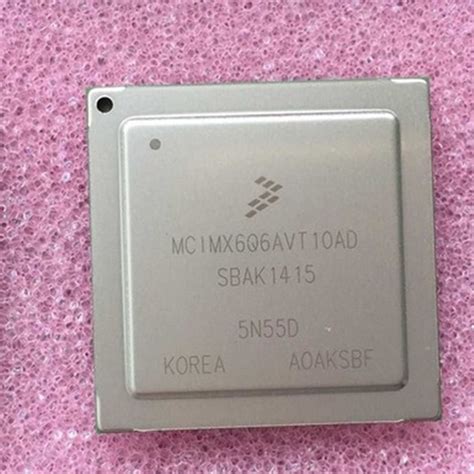 MCIMX6Q6AVT10AD
SBAK1415
5N55D
KOREA AOAKSBF